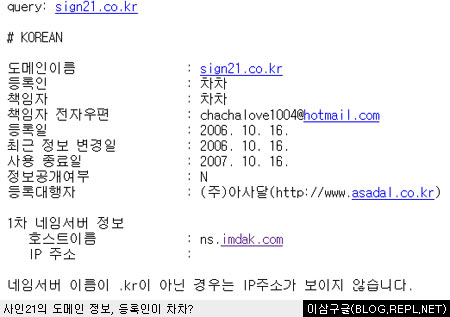 query: sign21.co.kr
# KOREAN
도메인이름 : sign21.co.kr
등록인 : 차차
책임자 : 차차
책임자 전자우편 : chachalove1004@hotmail.com
등록일 : 2006. 10. 16.
최근 정보 변경일 : 2006. 10. 16.
사용 종료일 : 2007. 10. 16.
정보공개여부 : N
등록대행자 : (주)아사달(http://www.asadal.co.kr)
1차 네임서버 정보
호스트이름 : ns.imdak.com
IP 주소 :
네임서버 이름이 .kr이 아닌 경우는 IP주소가 보이지 않습니다.
사인21의 도메인 정보, 등록인이 차차? 이삼구글(BLOG.REPL.NET)